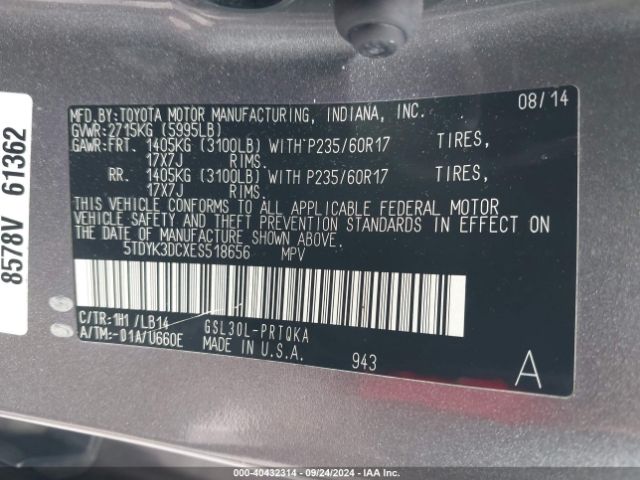 MFD. BY:TOYOTA MOTOR MANUFACTURING, INDIANA, INC. 08/14
GVWR:2715KG (5995LB)
GAWR:FRT. 1405KG (3100LB) WITH P235/60R17 TIRES,
17X7J RIMS.
RR. 1405KG (3100LB) WITH P235/60R17 TIRES,
17X7J RIMS.
THIS VEHICLE CONFORMS TO ALL APPLICABLE FEDERAL MOTOR
VEHICLE SAFETY AND THEFT PREVENTION STANDARDS IN EFFECT ON
THE DATE OF MANUFACTURE SHOWN ABOVE.
5TDYK3DCXES518656 MPV
C/TR:1H1 /LB14 GSL30L-PRTQKA
A/TM:-01A/U660E MADE IN U.S.A. 943 A
8578V 61362
000-40432314 - 09/24/2024 - IAA Inc.